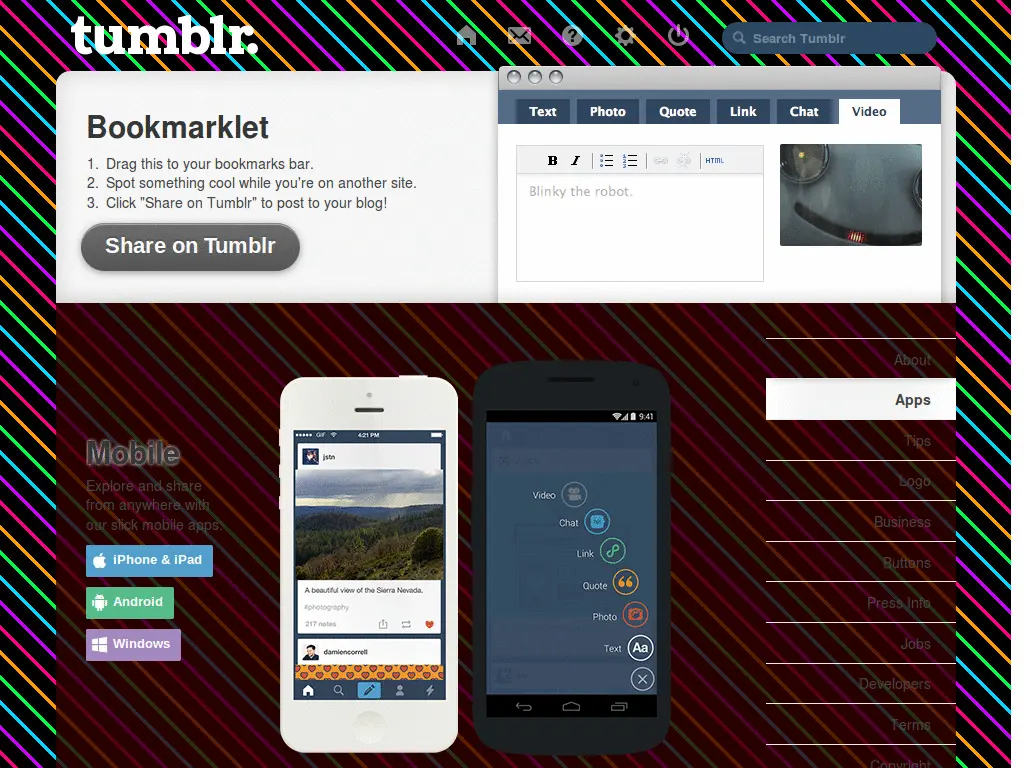 tumblr.
Search Tumblr
Bookmarklet
1. Drag this to your bookmarks bar.
2. Spot something cool while you're on another site.
3. Click "Share on Tumblr" to post to your blog!
Share on Tumblr
Text Photo Quote Link Chat Video
B I HTML
Blinky the robot.
Mobile
Explore and share
from anywhere with
our slick mobile apps.
iPhone & iPad
Android
Windows
GIF 4:21 PM
jstn
A beautiful view of the Sierra Nevada.
#photography
217 notes
damiencorrell
9:41
Video
Chat
Link
Quote
Photo
Text Aa
About
Apps
Tips
Logo
Business
Buttons
Press Info
Jobs
Developers
Terms
Copyright